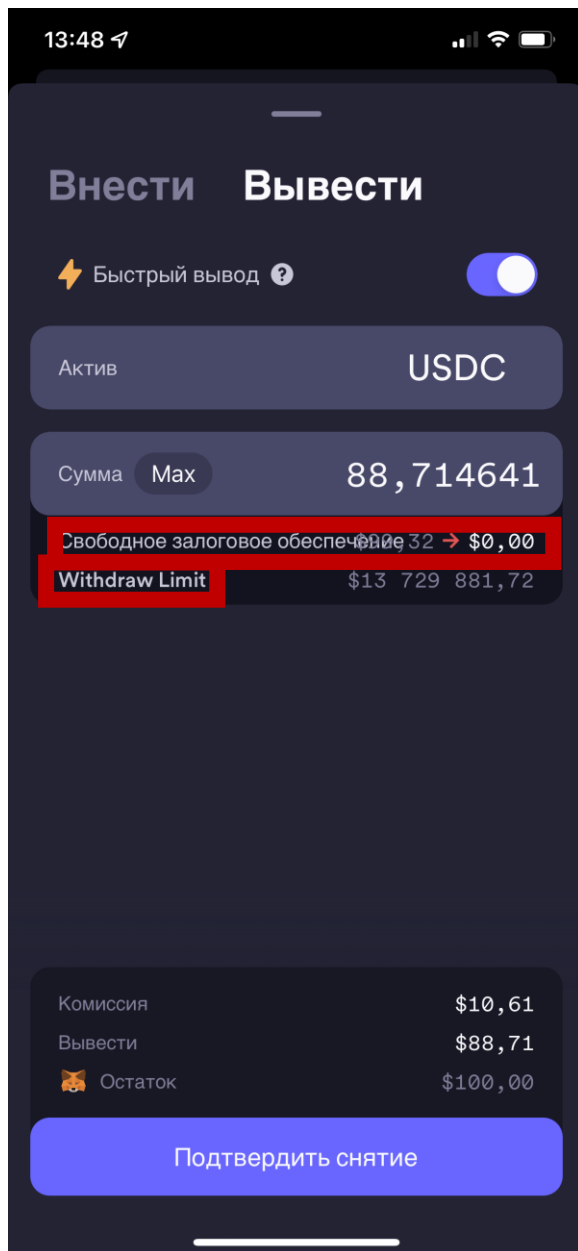 13:48
Внести Вывести
Быстрый вывод ?
Актив USDC
Сумма Max 88,714641
Свободное залоговое обеспечение → $0,00
Withdraw Limit $13 729 881,72
Комиссия $10,61
Вывести $88,71
Остаток $100,00
Подтвердить снятие